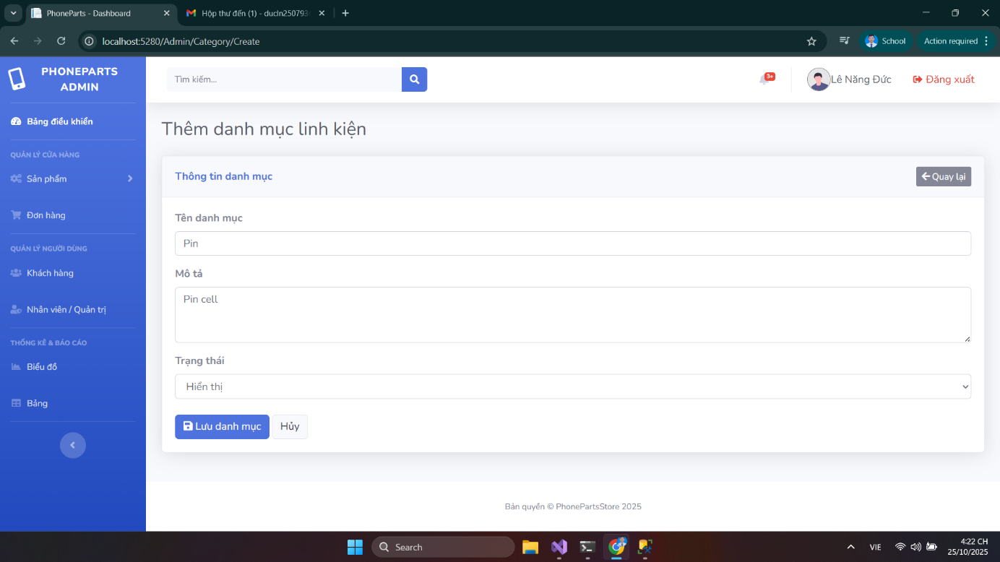 PhoneParts - Dashboard
Hộp thư đến (1) - ducln250793
localhost:5280/Admin/Category/Create
School
Action required
PHONEPARTS
ADMIN
Tìm kiếm...
3+
Lê Năng Đức
Đăng xuất
Bảng điều khiển
QUẢN LÝ CỬA HÀNG
Sản phẩm
Đơn hàng
QUẢN LÝ NGƯỜI DÙNG
Khách hàng
Nhân viên / Quản trị
THỐNG KÊ & BÁO CÁO
Biểu đồ
Bảng
Thêm danh mục linh kiện
Thông tin danh mục
Quay lại
Tên danh mục
Pin
Mô tả
Pin cell
Trạng thái
Hiển thị
Lưu danh mục
Hủy
Bản quyền © PhonePartsStore 2025
Search
VIE
4:22 CH
25/10/2025